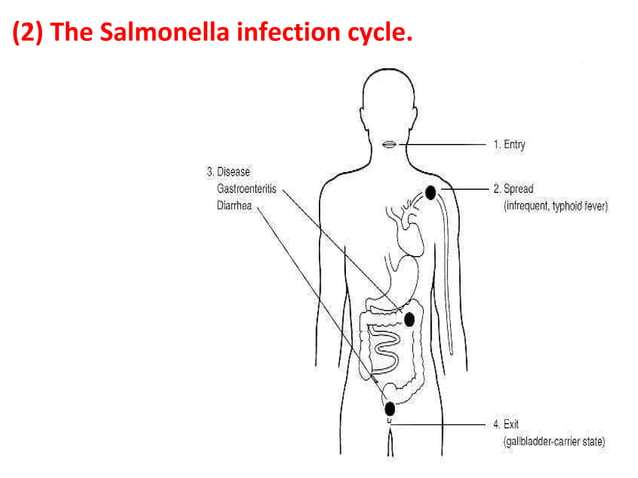 (2) The Salmonella infection cycle.
1. Entry
3. Disease
Gastroenteritis
Diarrhea
2. Spread
(infrequent, typhoid fever)
4. Exit
(gallbladder-carrier state)